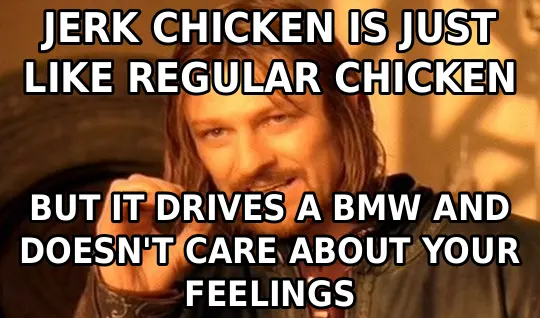 JERK CHICKEN IS JUST
LIKE REGULAR CHICKEN
BUT IT DRIVES A BMW AND
DOESN'T CARE ABOUT YOUR
FEELINGS